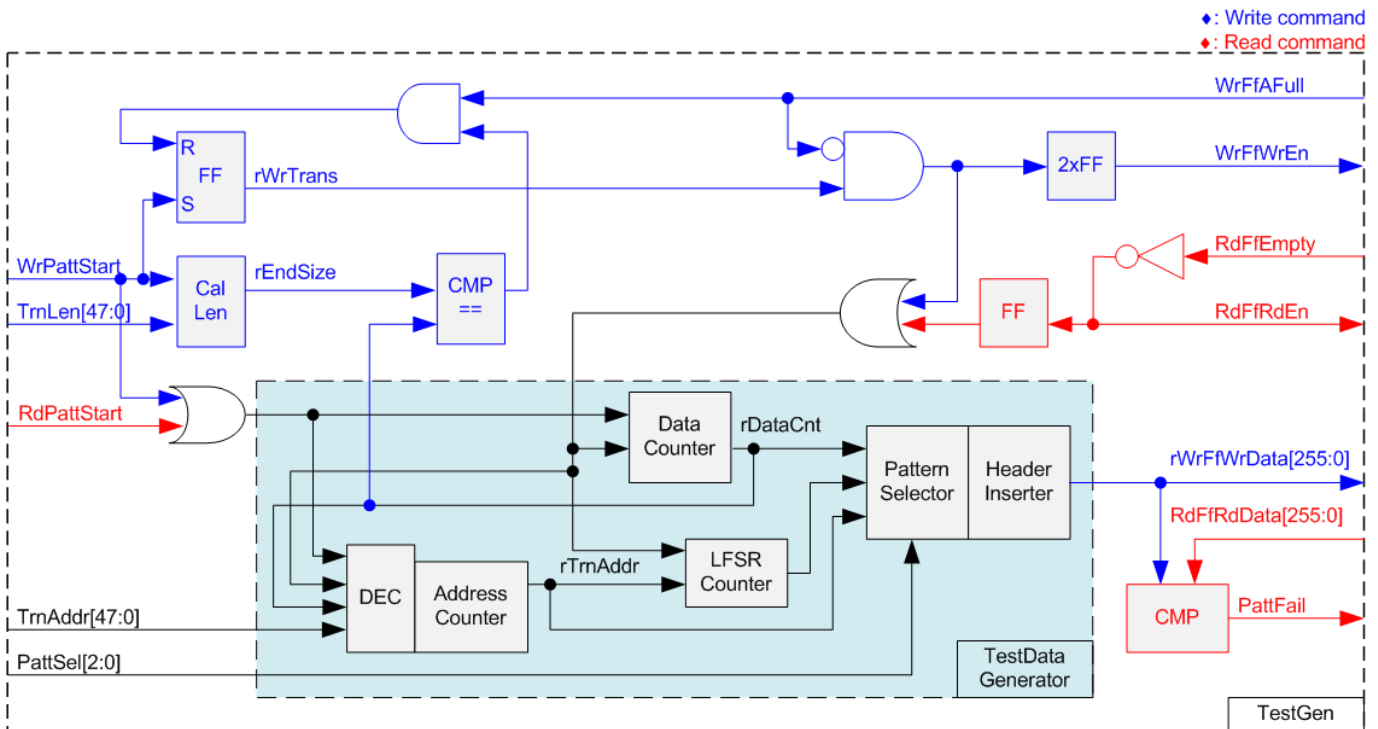 ♦: Write command
♦: Read command
WrFfAFull
R
FF
S
rWrTrans
2xFF
WrFfWrEn
WrPattStart
TrnLen[47:0]
Cal
Len
rEndSize
CMP
==
RdFfEmpty
FF
RdFfRdEn
RdPattStart
Data
Counter
rDataCnt
Pattern
Selector
Header
Inserter
rWrFfWrData[255:0]
RdFfRdData[255:0]
DEC
Address
Counter
rTrnAddr
LFSR
Counter
CMP
PattFail
TrnAddr[47:0]
PattSel[2:0]
TestData
Generator
TestGen